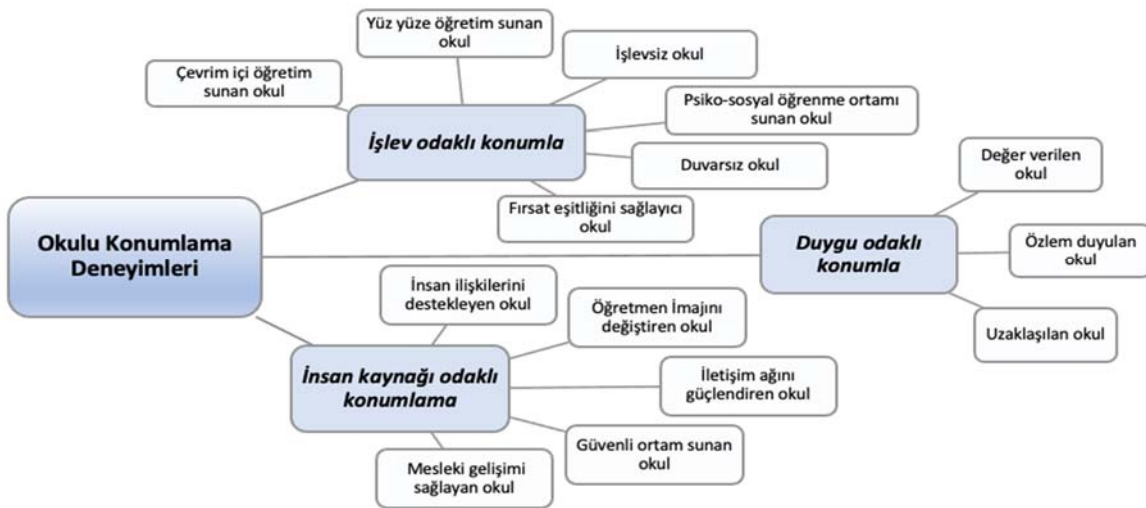 Yüz yüze öğretim sunan
okul
İşlevsiz okul
Çevrim içi öğretim
sunan okul
Psiko-sosyal öğrenme ortamı
sunan okul
İşlev odaklı konumla
Duvarsız okul
Değer verilen
okul
Fırsat eşitliğini sağlayıcı
okul
Okulu Konumlama
Deneyimleri
Duygu odaklı
konumla
Özlem duyulan
okul
İnsan ilişkilerini
destekleyen okul
Öğretmen İmajını
değiştiren okul
Uzaklaşılan okul
İnsan kaynağı odaklı
konumlama
İletişim ağını
güçlendiren okul
Güvenli ortam sunan
okul
Mesleki gelişimi
sağlayan okul